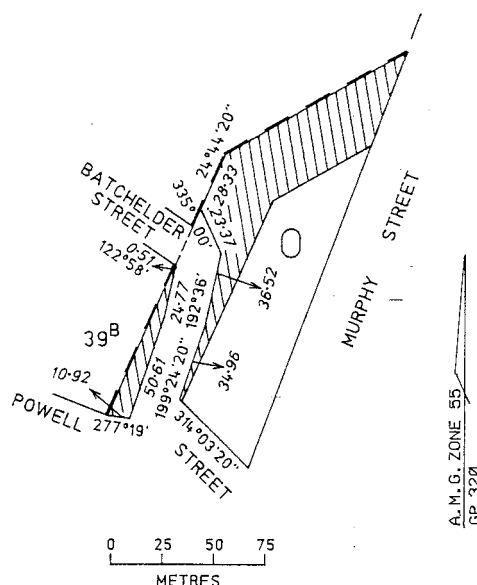 24°44'20"
28·33
335° 00'
23·37
BATCHELDER
STREET
0·51
122°58'
MURPHY STREET
36·52
24·77
192°36'
39ᴮ
34·96
50·61
199°24'20"
10·92
POWELL
277°19'
314°03'20"
STREET
A.M.G. ZONE 55
0 25 50 75
METRES